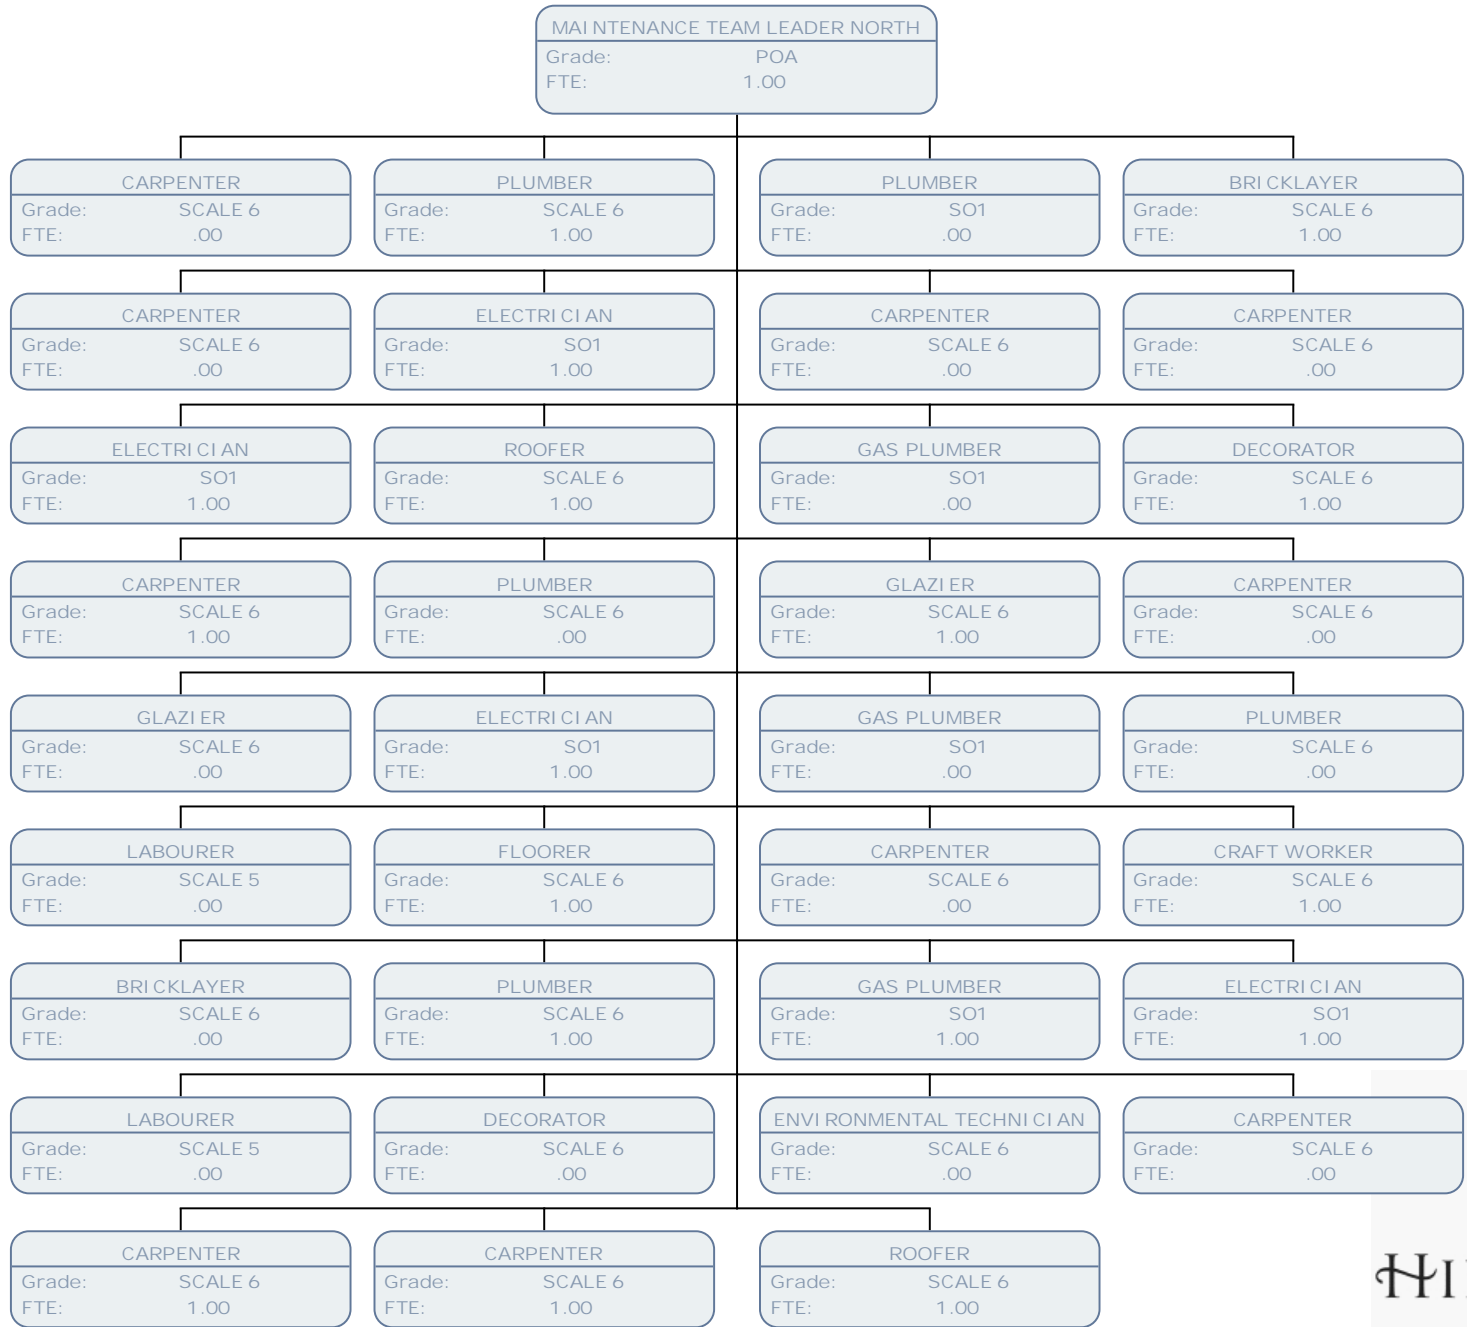 MAINTENANCE TEAM LEADER NORTH
Grade: POA
FTE: 1.00
CARPENTER
Grade: SCALE 6
FTE: .00
PLUMBER
Grade: SCALE 6
FTE: 1.00
PLUMBER
Grade: SO1
FTE: .00
BRICKLAYER
Grade: SCALE 6
FTE: 1.00
CARPENTER
Grade: SCALE 6
FTE: .00
ELECTRICIAN
Grade: SO1
FTE: 1.00
CARPENTER
Grade: SCALE 6
FTE: .00
CARPENTER
Grade: SCALE 6
FTE: .00
ELECTRICIAN
Grade: SO1
FTE: 1.00
ROOFER
Grade: SCALE 6
FTE: 1.00
GAS PLUMBER
Grade: SO1
FTE: .00
DECORATOR
Grade: SCALE 6
FTE: 1.00
CARPENTER
Grade: SCALE 6
FTE: 1.00
PLUMBER
Grade: SCALE 6
FTE: .00
GLAZIER
Grade: SCALE 6
FTE: 1.00
CARPENTER
Grade: SCALE 6
FTE: .00
GLAZIER
Grade: SCALE 6
FTE: .00
ELECTRICIAN
Grade: SO1
FTE: 1.00
GAS PLUMBER
Grade: SO1
FTE: .00
PLUMBER
Grade: SCALE 6
FTE: .00
LABOURER
Grade: SCALE 5
FTE: .00
FLOORER
Grade: SCALE 6
FTE: 1.00
CARPENTER
Grade: SCALE 6
FTE: .00
CRAFT WORKER
Grade: SCALE 6
FTE: 1.00
BRICKLAYER
Grade: SCALE 6
FTE: .00
PLUMBER
Grade: SCALE 6
FTE: 1.00
GAS PLUMBER
Grade: SO1
FTE: 1.00
ELECTRICIAN
Grade: SO1
FTE: 1.00
LABOURER
Grade: SCALE 5
FTE: .00
DECORATOR
Grade: SCALE 6
FTE: .00
ENVIRONMENTAL TECHNICIAN
Grade: SCALE 6
FTE: .00
CARPENTER
Grade: SCALE 6
FTE: .00
CARPENTER
Grade: SCALE 6
FTE: 1.00
CARPENTER
Grade: SCALE 6
FTE: 1.00
ROOFER
Grade: SCALE 6
FTE: 1.00